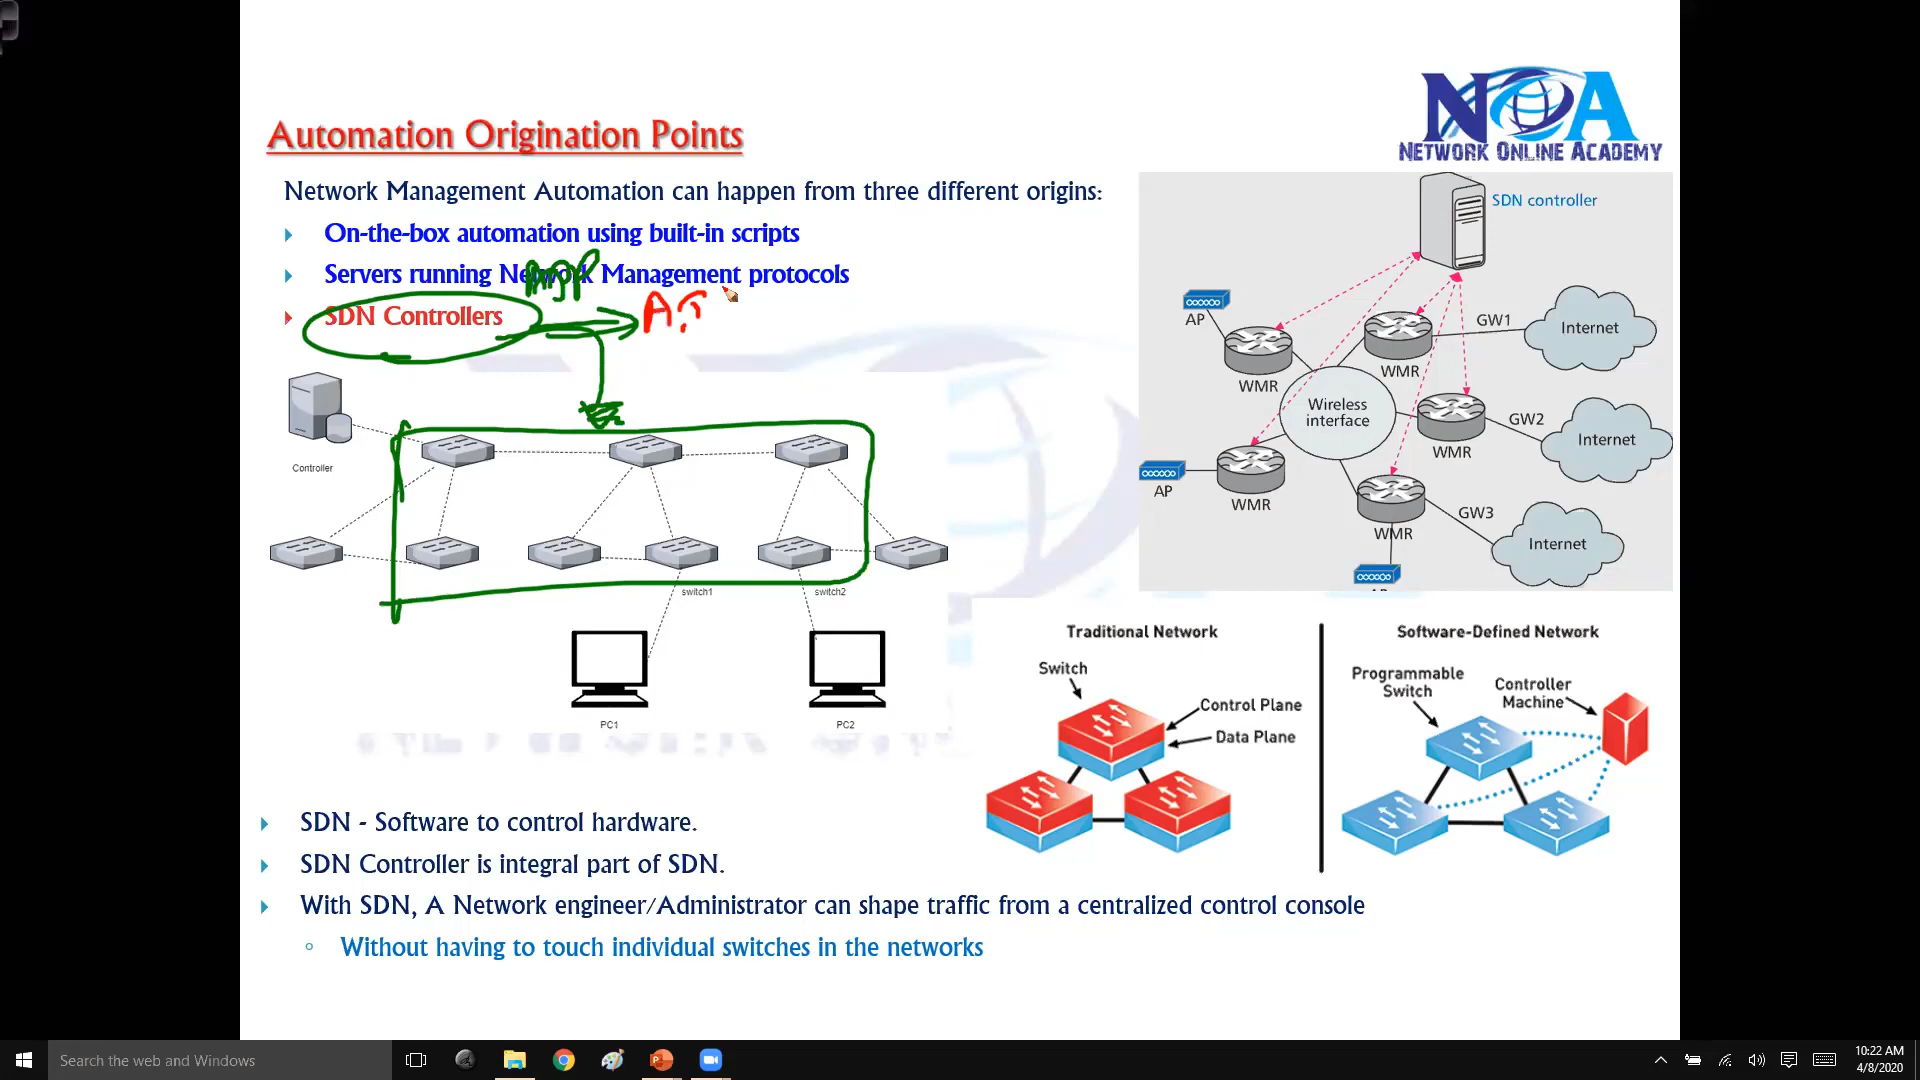 NOA
NETWORK ONLINE ACADEMY
Automation Origination Points
Network Management Automation can happen from three different origins:
On-the-box automation using built-in scripts
Servers running Network Management protocols
SDN Controllers
APP
Controller
switch1
switch2
PC1
PC2
SDN controller
AP
WMR
WMR
GW1
Internet
Wireless interface
WMR
GW2
Internet
AP
WMR
WMR
GW3
Internet
Traditional Network
Switch
Control Plane
Data Plane
Software-Defined Network
Programmable
Switch
Controller
Machine
SDN - Software to control hardware.
SDN Controller is integral part of SDN.
With SDN, A Network engineer/Administrator can shape traffic from a centralized control console
Without having to touch individual switches in the networks
Search the web and Windows
10:22 AM
4/8/2020